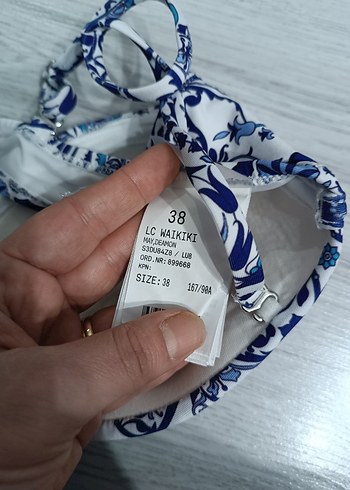 38
LC WAIKIKI
MAY,DEAMON
S3DU84Z8 / LU8
ORD.NR:899668
KPN:
SIZE:38 167/90A